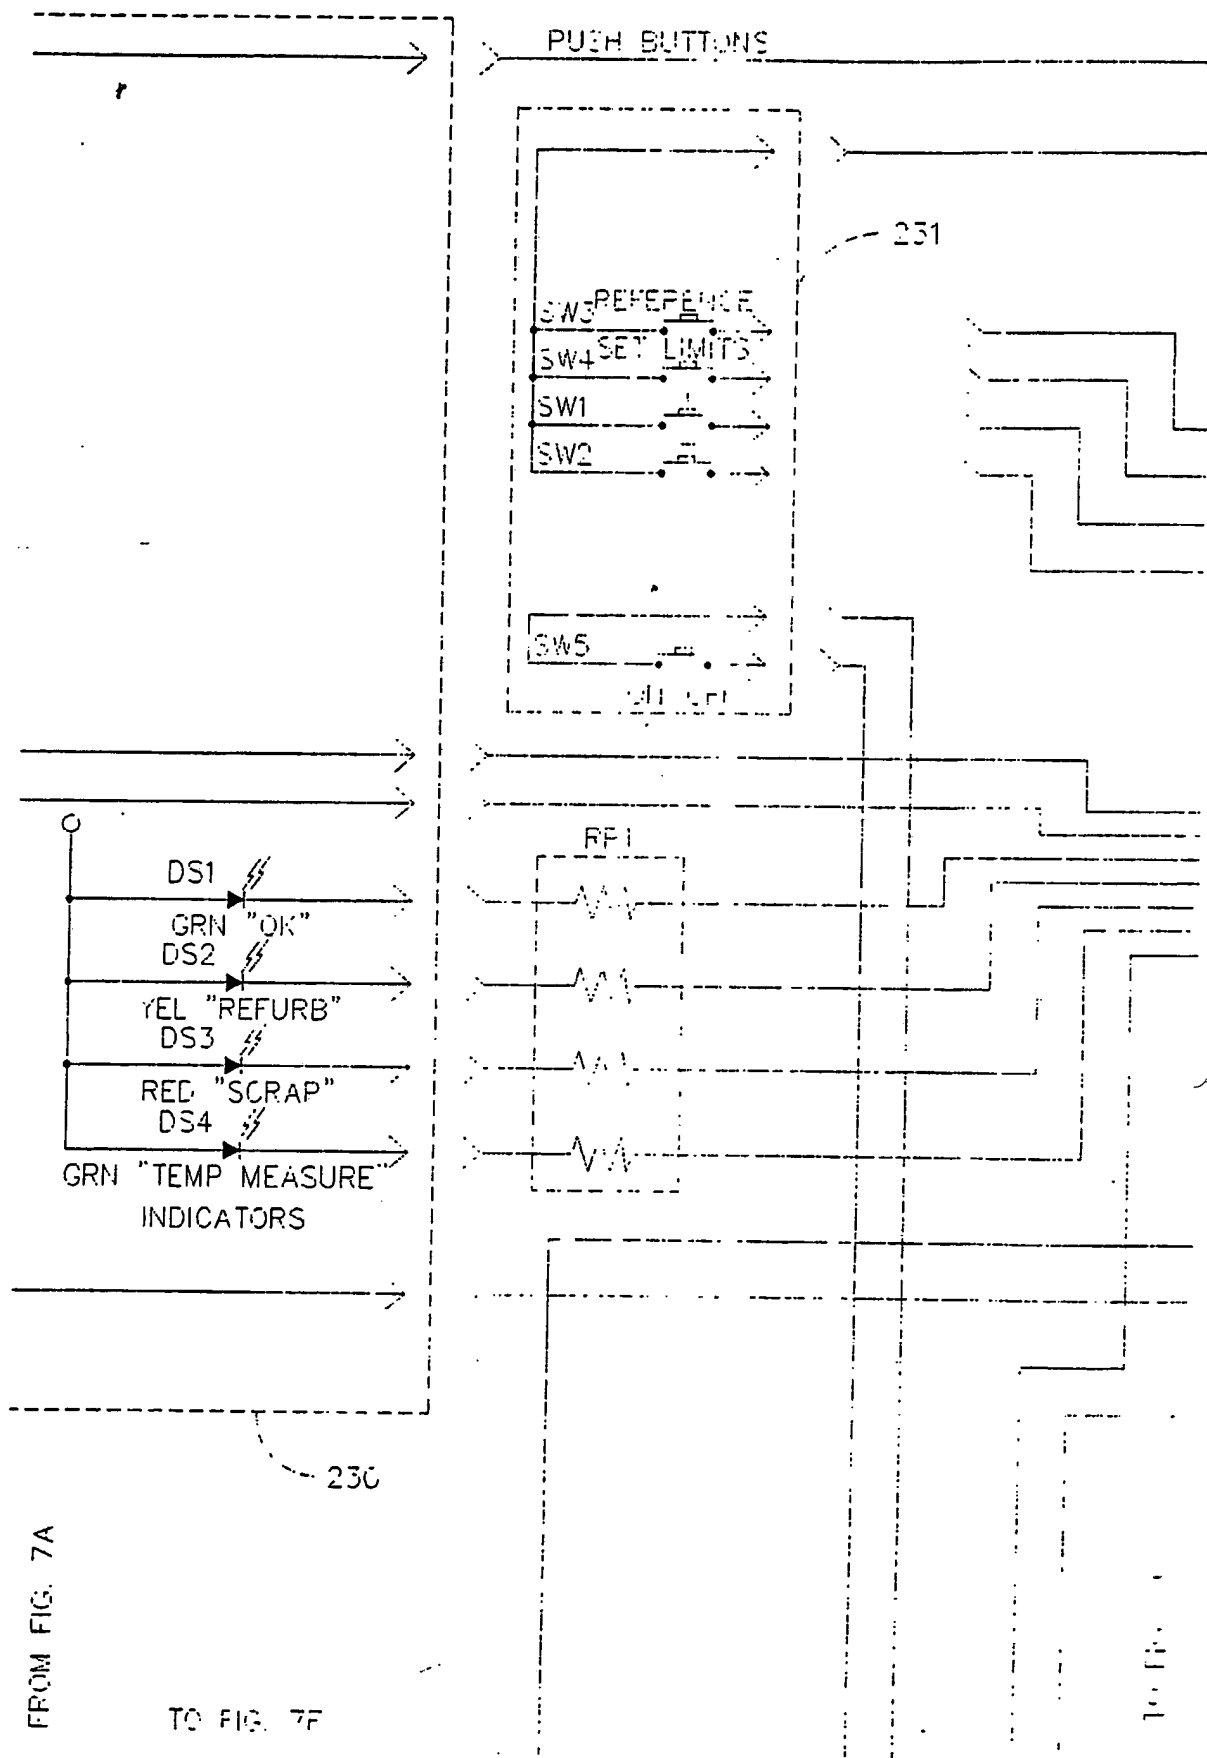 PUSH BUTTONS
231
REFERENCE
SW3
SET LIMITS
SW4
SW1
SW2
SW5
RP1
DS1
GRN "OK"
DS2
YEL "REFURB"
DS3
RED "SCRAP"
DS4
GRN "TEMP MEASURE"
INDICATORS
230
FROM FIG. 7A
TO FIG.